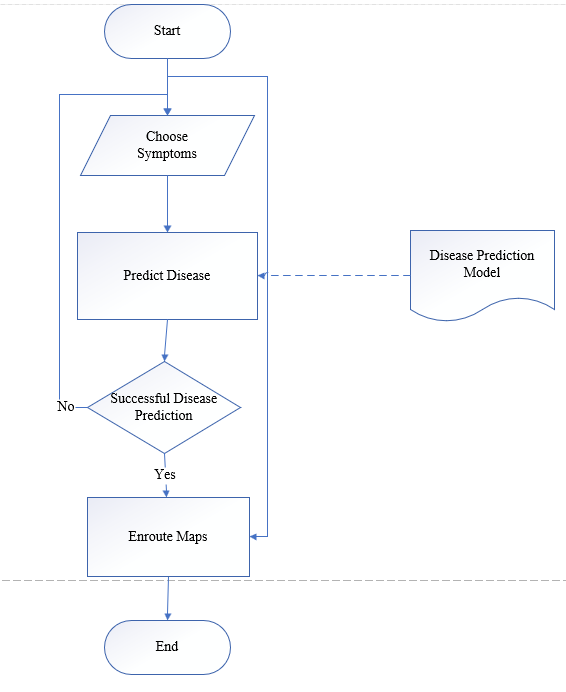 Start
Choose
Symptoms
Predict Disease
Disease Prediction
Model
Successful Disease
Prediction
No
Yes
Enroute Maps
End